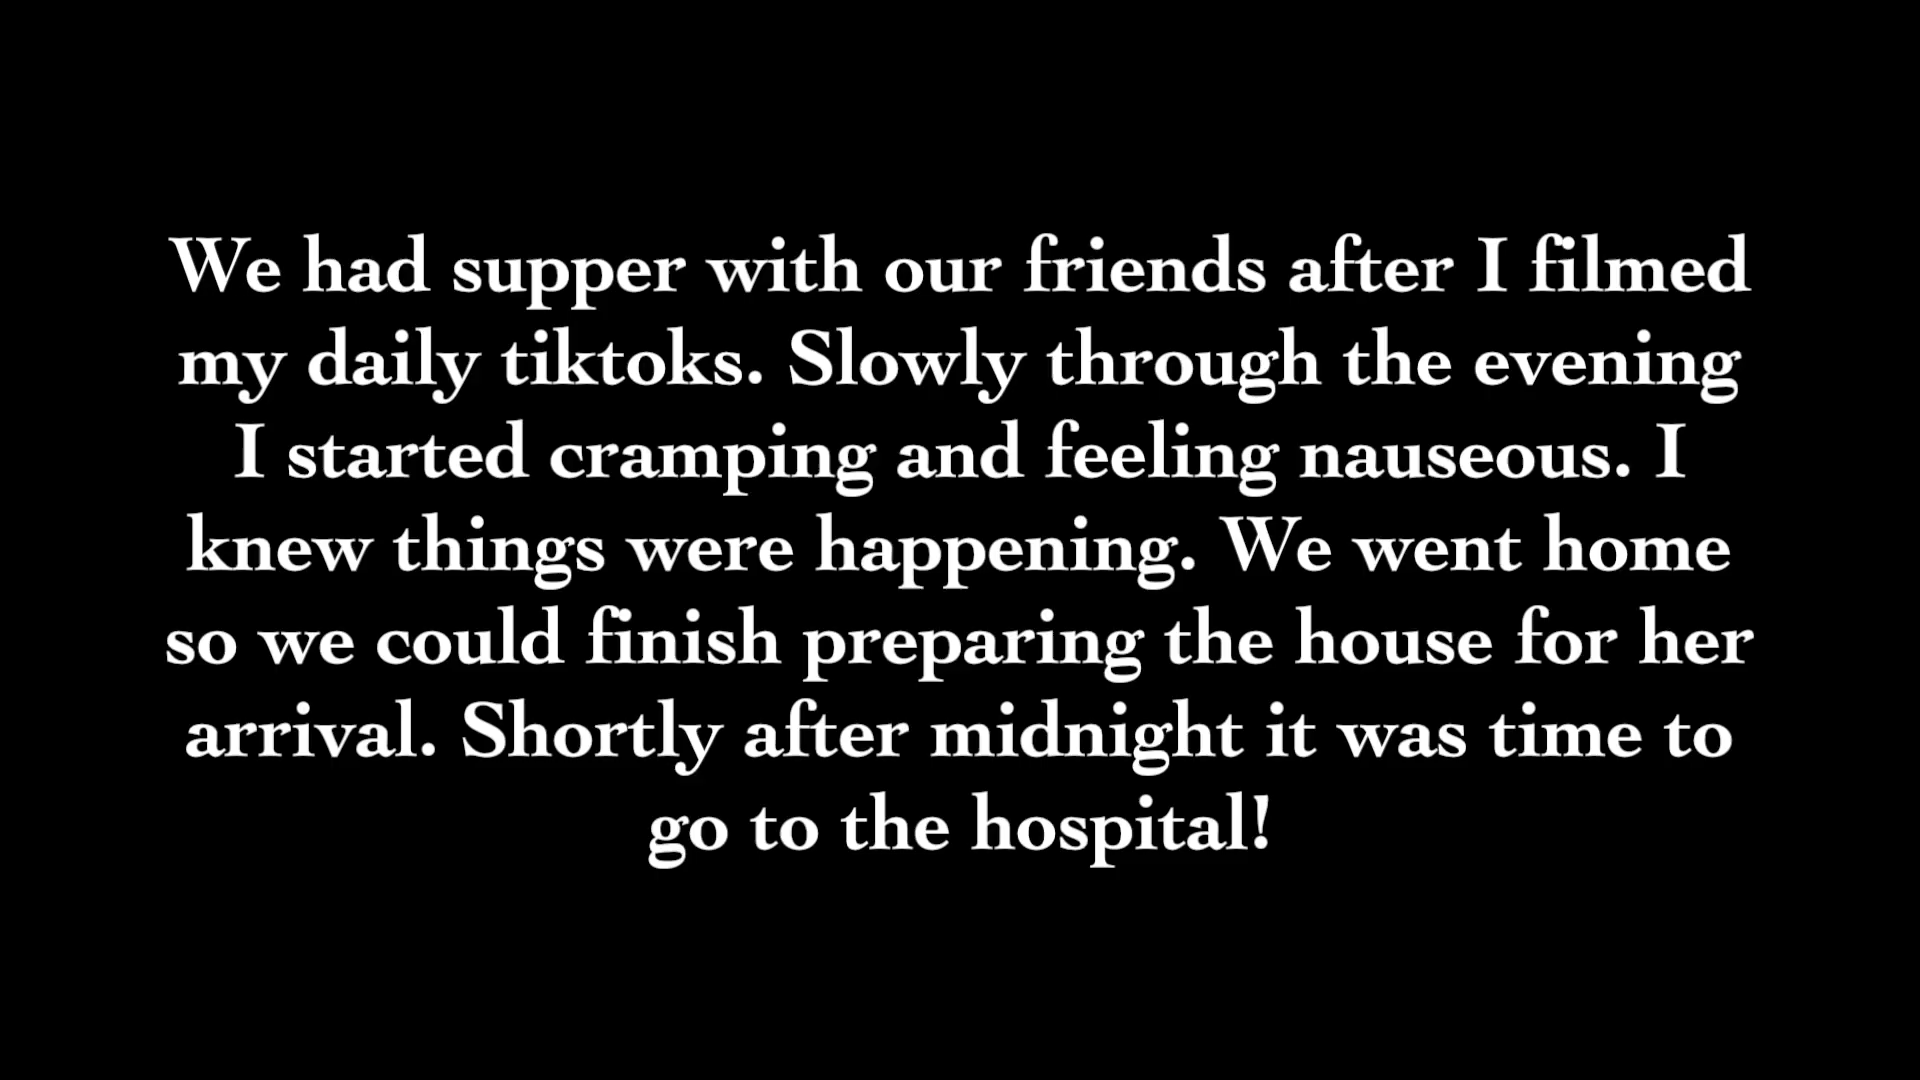 We had supper with our friends after I filmed
my daily tiktoks. Slowly through the evening
I started cramping and feeling nauseous. I
knew things were happening. We went home
so we could finish preparing the house for her
arrival. Shortly after midnight it was time to
go to the hospital!